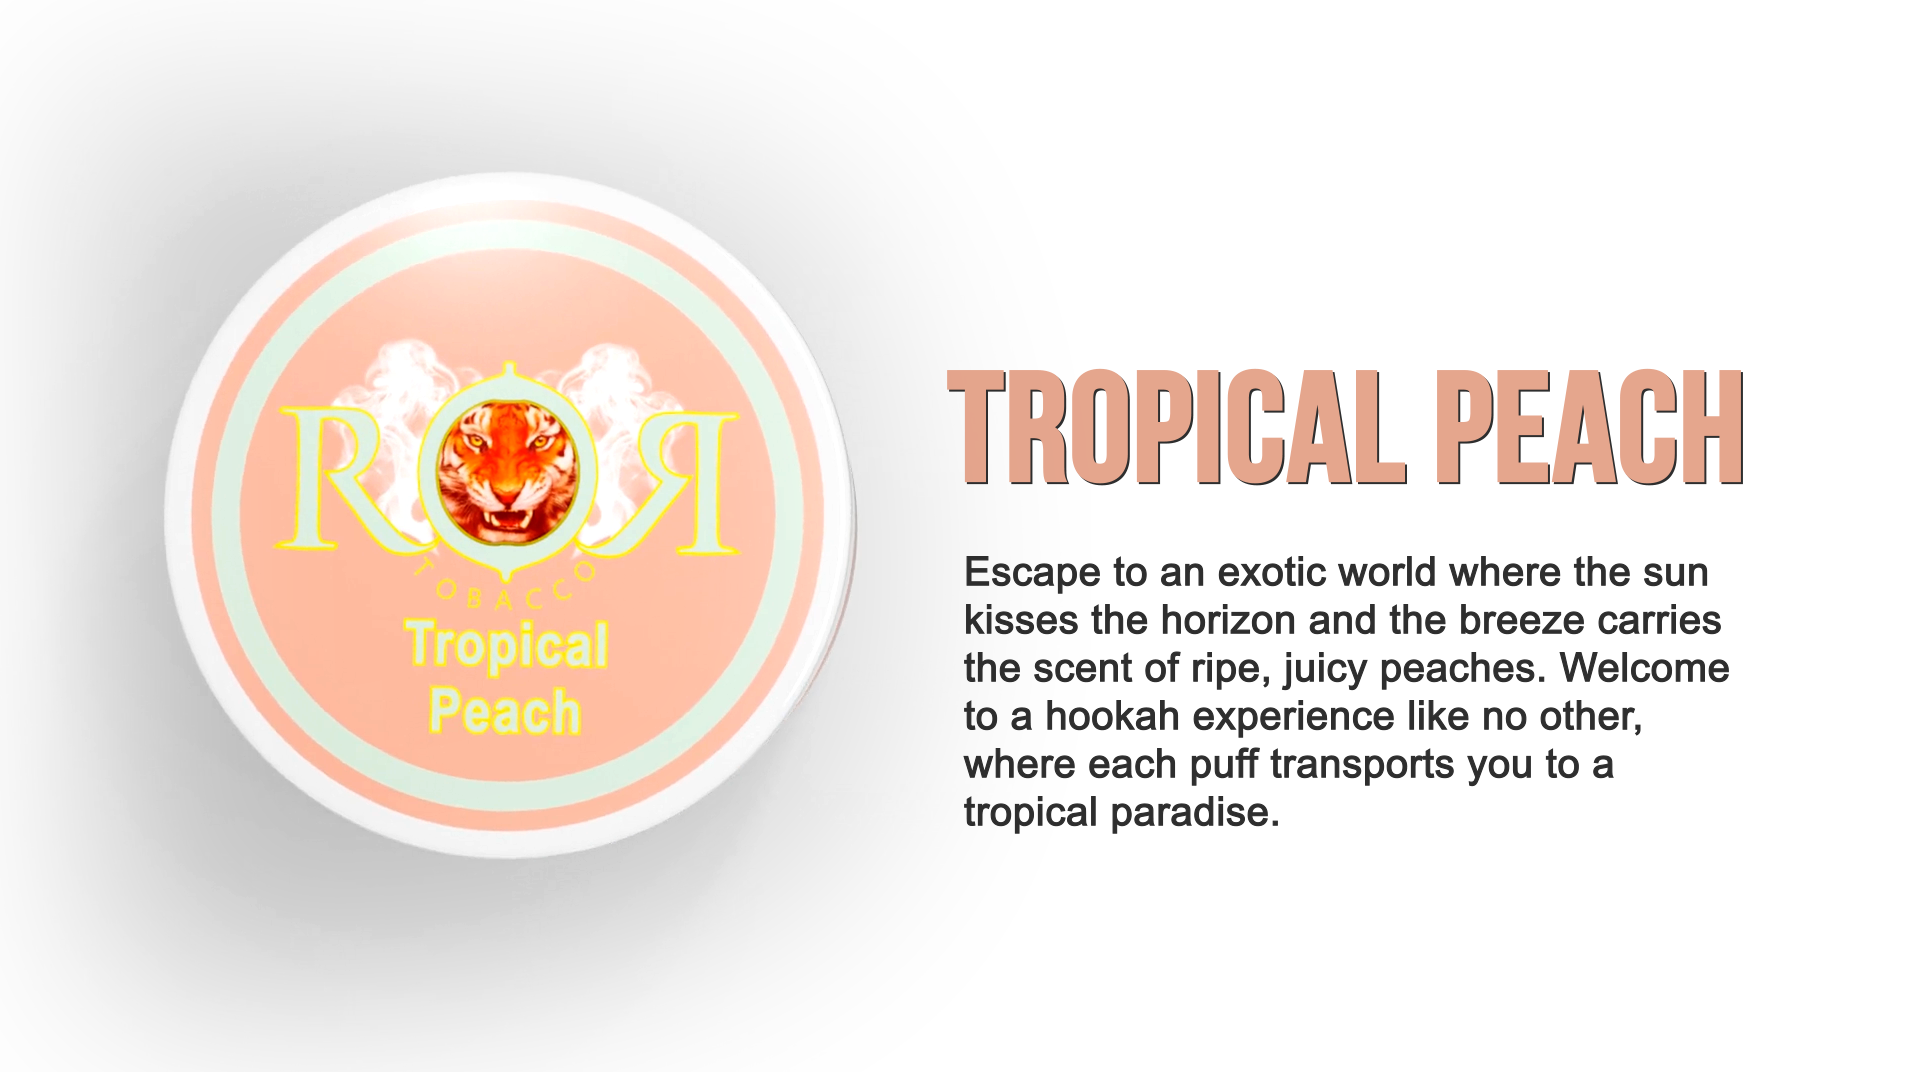 ROЯ
TOBACCO
Tropical
Peach
TROPICAL PEACH
Escape to an exotic world where the sun
kisses the horizon and the breeze carries
the scent of ripe, juicy peaches. Welcome
to a hookah experience like no other,
where each puff transports you to a
tropical paradise.